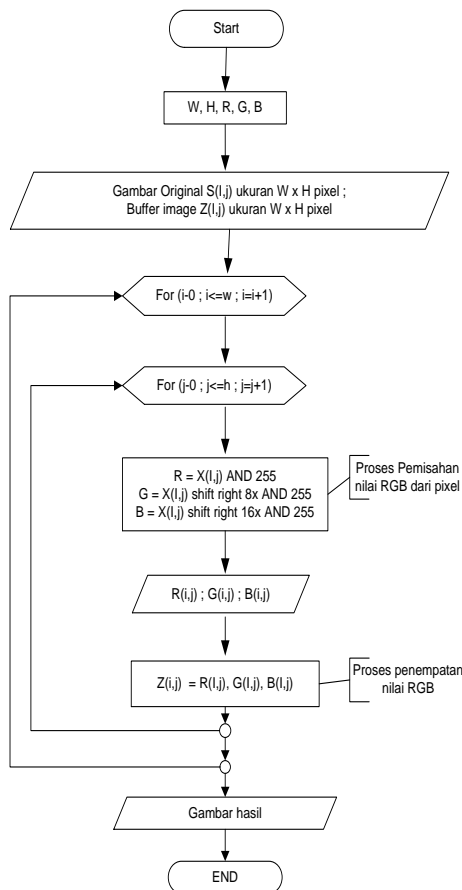 Start
W, H, R, G, B
Gambar Original S(I,j) ukuran W x H pixel ;
Buffer image Z(I,j) ukuran W x H pixel
For (i-0 ; i<=w ; i=i+1)
For (j-0 ; j<=h ; j=j+1)
R = X(I,j) AND 255
G = X(I,j) shift right 8x AND 255
B = X(I,j) shift right 16x AND 255
Proses Pemisahan
nilai RGB dari pixel
R(i,j) ; G(i,j) ; B(i,j)
Z(i,j) = R(I,j), G(I,j), B(I,j)
Proses penempatan
nilai RGB
Gambar hasil
END